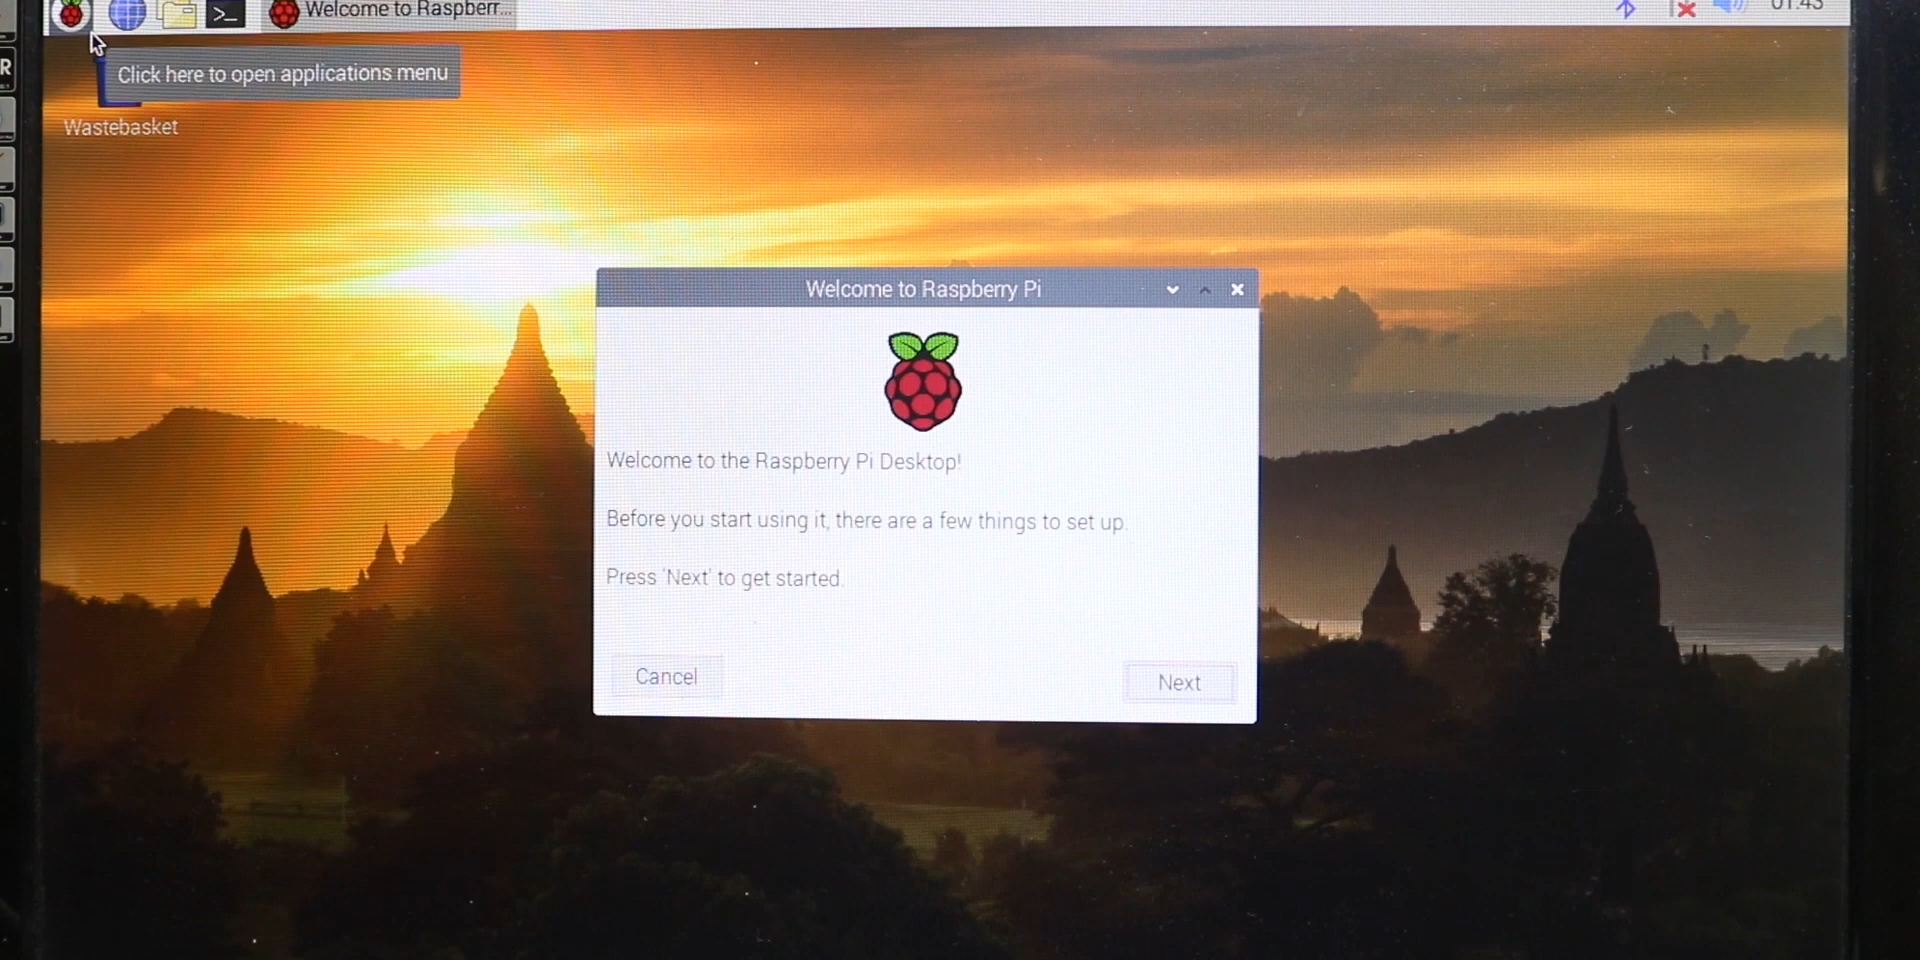 Welcome to Raspberr...
01:43
Click here to open applications menu
Wastebasket
Welcome to Raspberry Pi
Welcome to the Raspberry Pi Desktop!
Before you start using it, there are a few things to set up.
Press 'Next' to get started.
Cancel
Next